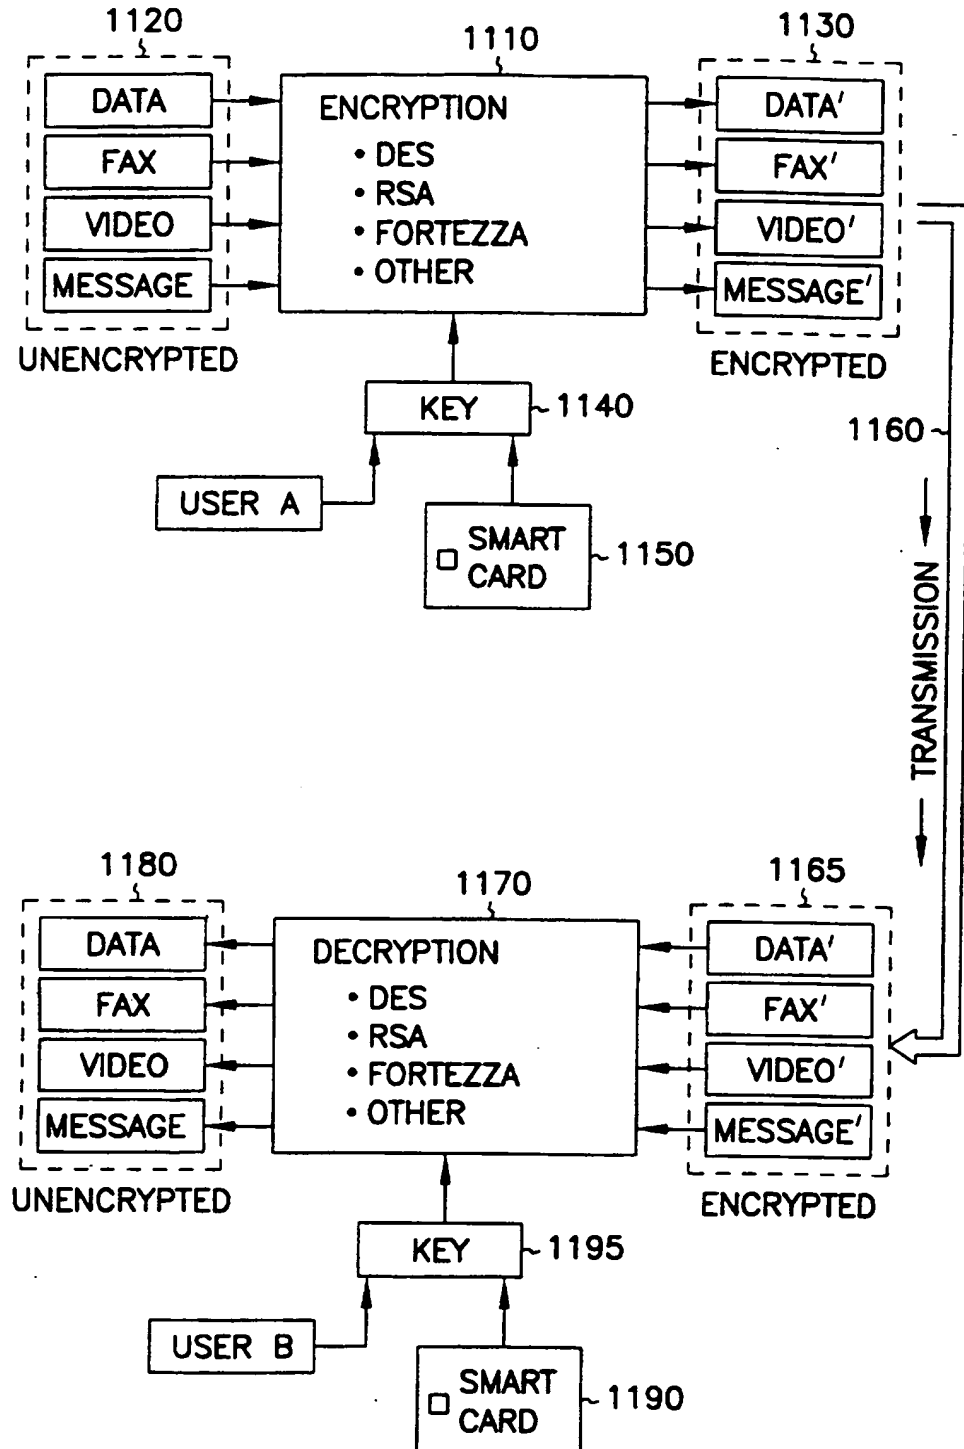 1120
1110
1130
DATA
FAX
VIDEO
MESSAGE
UNENCRYPTED
ENCRYPTION
• DES
• RSA
• FORTEZZA
• OTHER
DATA'
FAX'
VIDEO'
MESSAGE'
ENCRYPTED
KEY
1140
USER A
SMART
CARD
1150
1160
TRANSMISSION
1180
1170
1165
DATA
FAX
VIDEO
MESSAGE
UNENCRYPTED
DECRYPTION
• DES
• RSA
• FORTEZZA
• OTHER
DATA'
FAX'
VIDEO'
MESSAGE'
ENCRYPTED
KEY
1195
USER B
SMART
CARD
1190